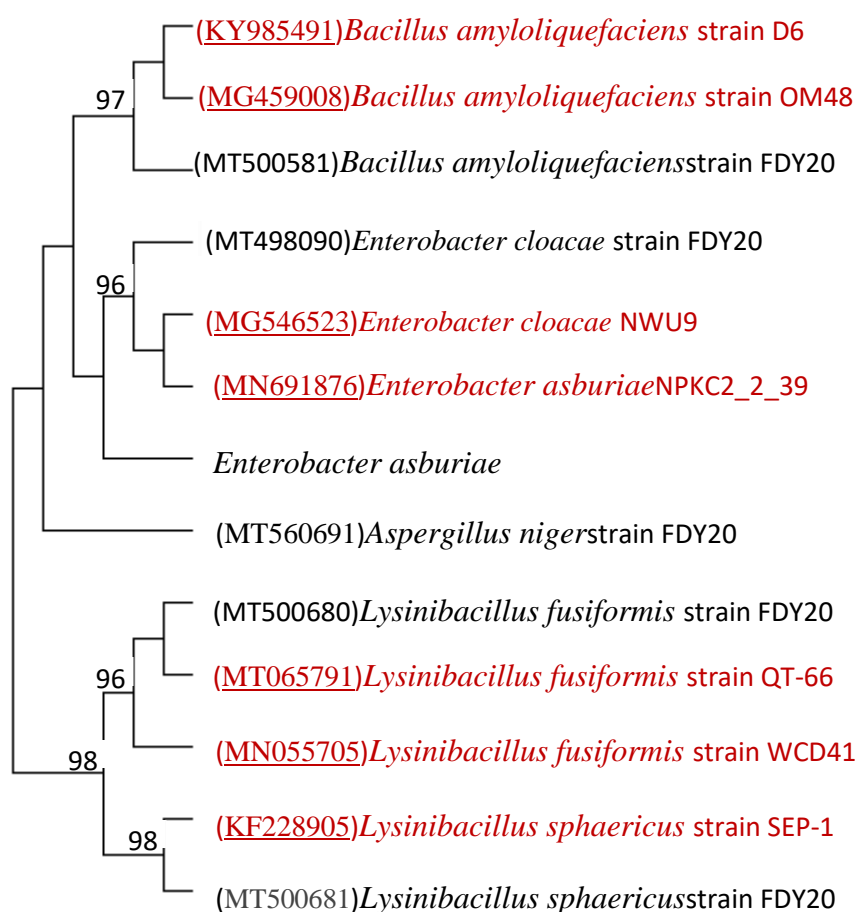 (KY985491)Bacillus amyloliquefaciens strain D6
97
(MG459008)Bacillus amyloliquefaciens strain OM48
(MT500581)Bacillus amyloliquefaciensstrain FDY20
(MT498090)Enterobacter cloacae strain FDY20
96
(MG546523)Enterobacter cloacae NWU9
(MN691876)Enterobacter asburiaeNPKC2_2_39
Enterobacter asburiae
(MT560691)Aspergillus nigerstrain FDY20
(MT500680)Lysinibacillus fusiformis strain FDY20
96
(MT065791)Lysinibacillus fusiformis strain QT-66
(MN055705)Lysinibacillus fusiformis strain WCD41
98
(KF228905)Lysinibacillus sphaericus strain SEP-1
98
(MT500681)Lysinibacillus sphaericusstrain FDY20